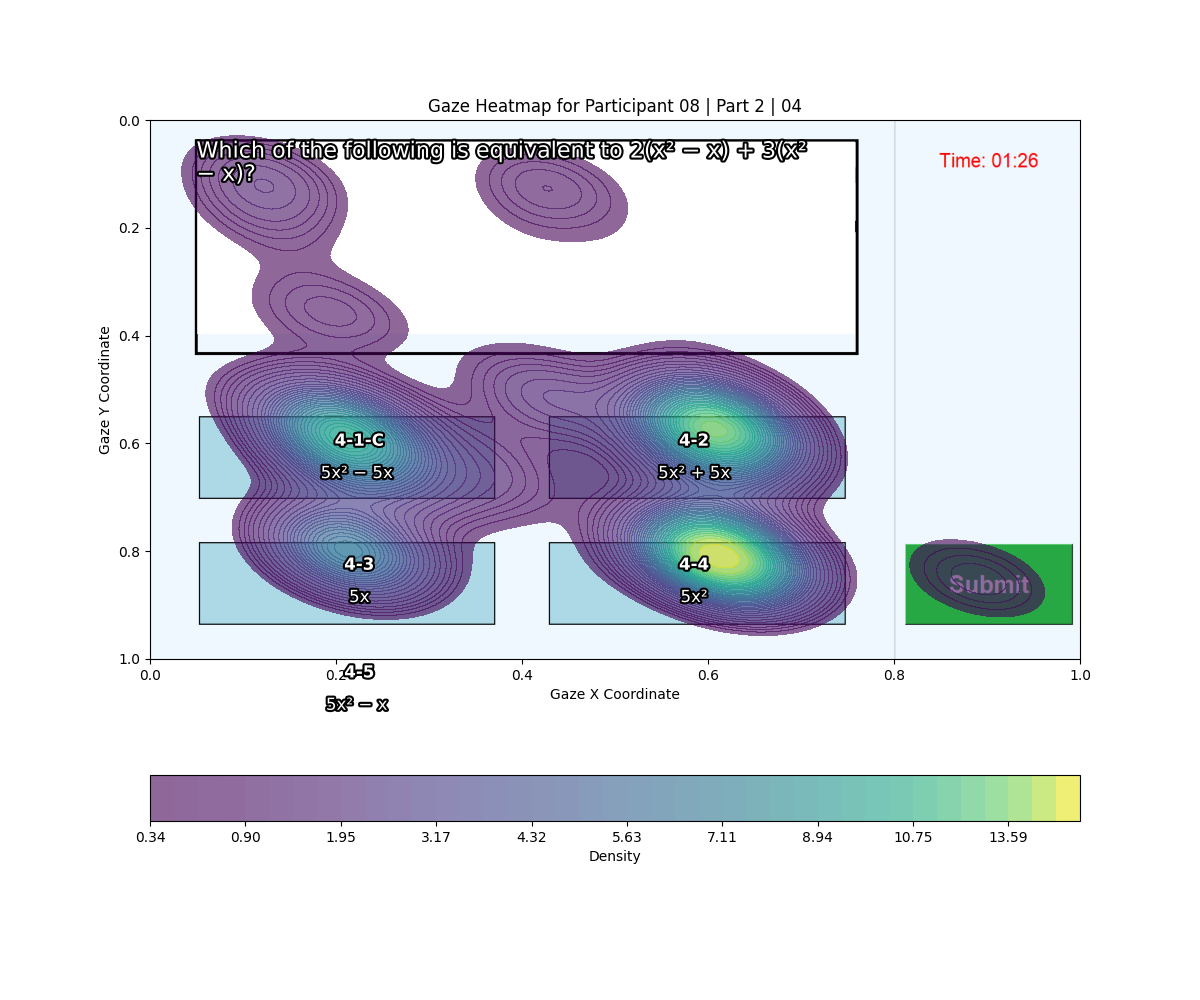 Gaze Heatmap for Participant 08 | Part 2 | 04
Which of the following is equivalent to 2(x² − x) + 3(x²
− x)?
Time: 01:26
0.0
0.2
0.4
0.6
0.8
1.0
Gaze Y Coordinate
4-1-C
5x² − 5x
4-2
5x² + 5x
4-3
5x
4-4
5x²
Submit
4-5
5x² − x
0.0
0.2
0.4
0.6
0.8
1.0
Gaze X Coordinate
0.34
0.90
1.95
3.17
4.32
5.63
7.11
8.94
10.75
13.59
Density